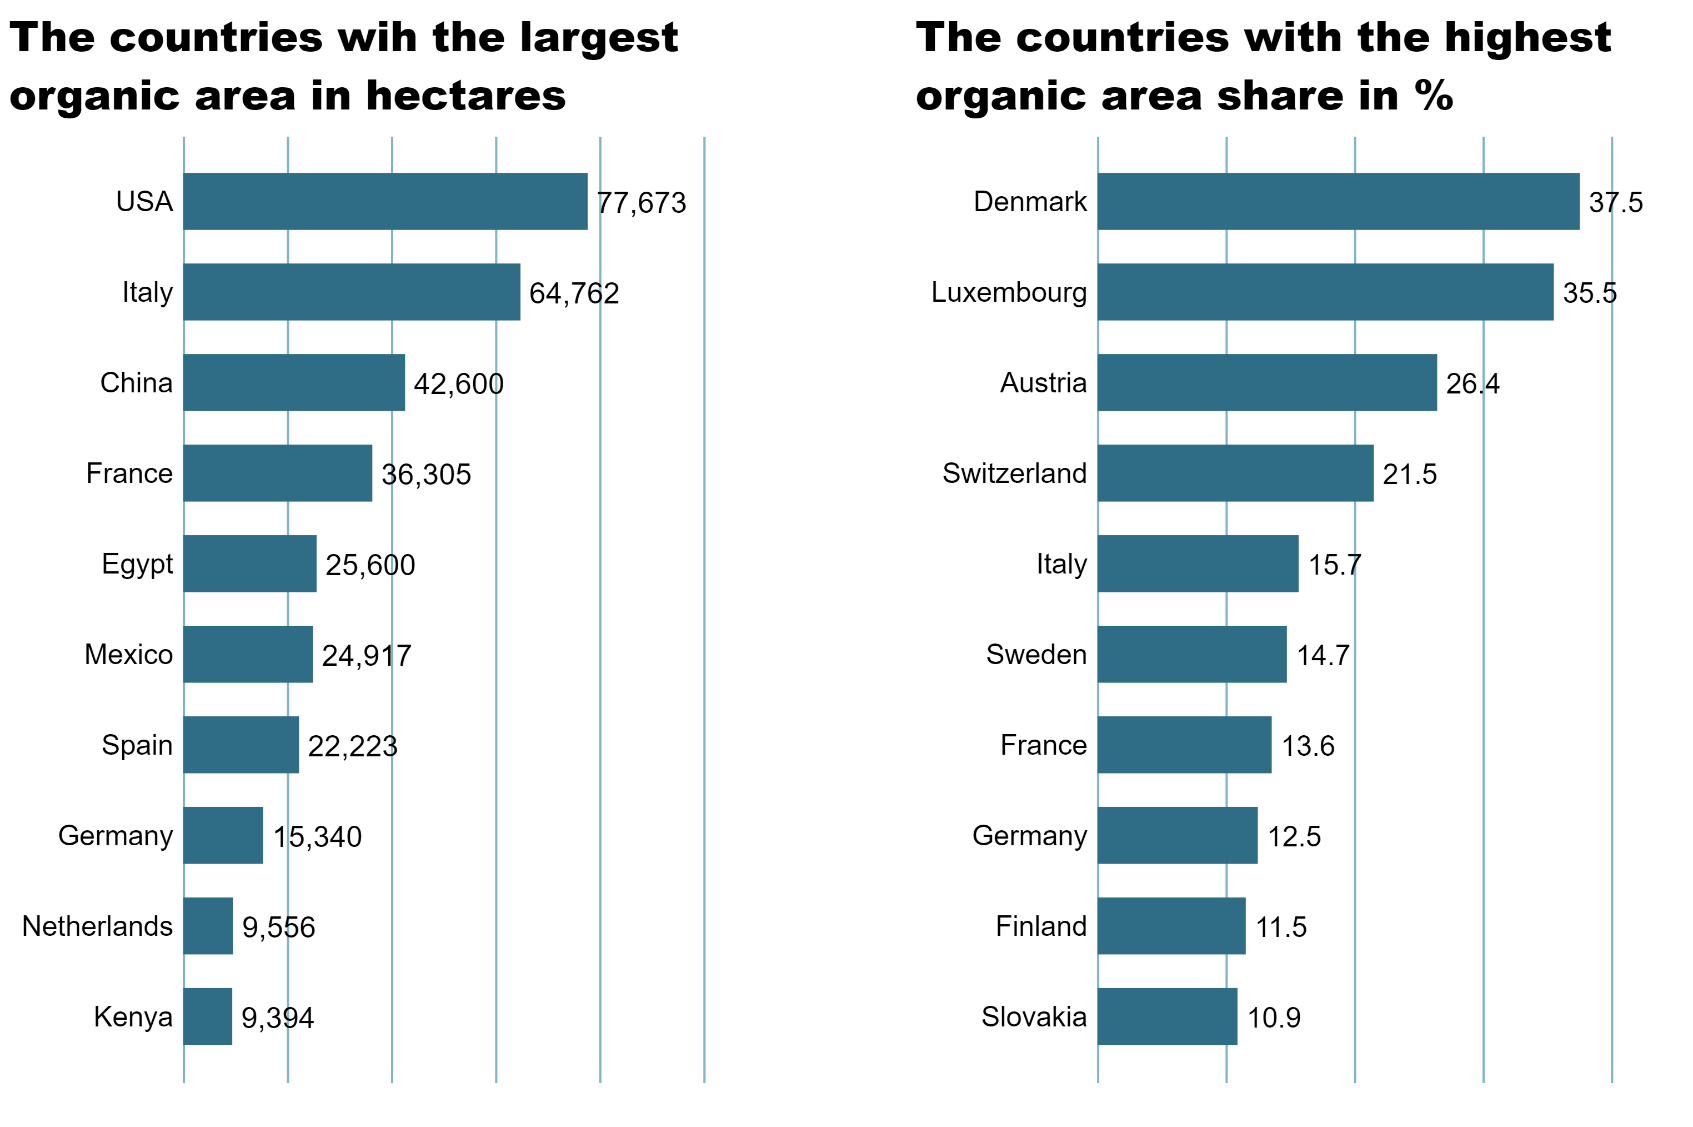 The countries wih the largest
organic area in hectares
USA 77,673
Italy 64,762
China 42,600
France 36,305
Egypt 25,600
Mexico 24,917
Spain 22,223
Germany 15,340
Netherlands 9,556
Kenya 9,394
The countries with the highest
organic area share in %
Denmark 37.5
Luxembourg 35.5
Austria 26.4
Switzerland 21.5
Italy 15.7
Sweden 14.7
France 13.6
Germany 12.5
Finland 11.5
Slovakia 10.9